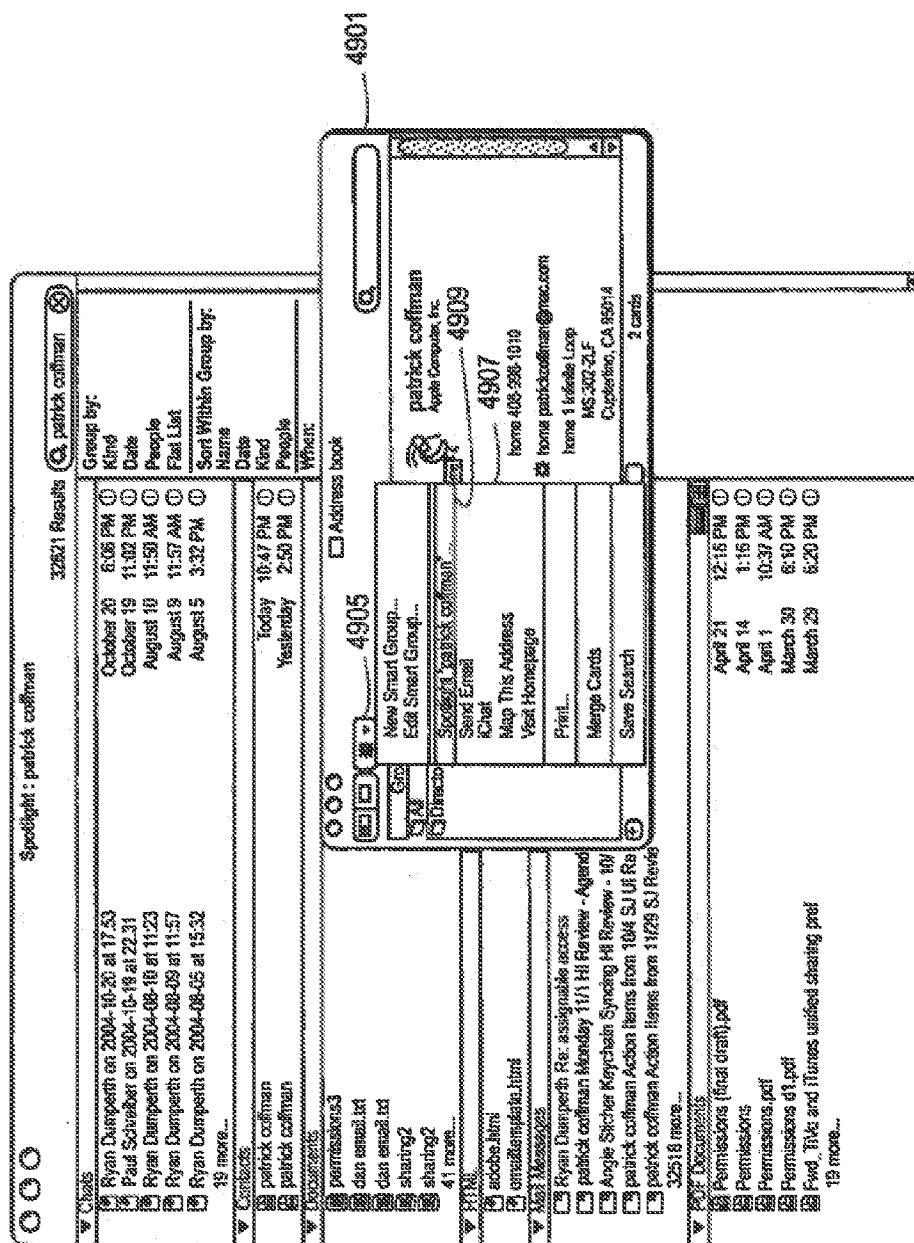 Spotlight : patrick coffman
32621 Results
patrick coffman
Chats
Ryan Dumperth on 2004-10-20 at 17.53 October 20 6:06 PM
Paul Schreiber on 2004-10-19 at 22.31 October 19 11:02 PM
Ryan Dumperth on 2004-08-10 at 11:23 August 10 11:50 AM
Ryan Dumperth on 2004-08-09 at 11:57 August 9 11:57 AM
Ryan Dumperth on 2004-08-05 at 15:32 August 5 3:32 PM
19 more...
Contacts
patrick coffman Today 10:47 PM
patrick coffman Yesterday 2:50 PM
Documents
permissions3
dan email.txt
dan email.txt
sharing2
sharing2
41 more...
HTML
adobe.html
emailtemplate.html
Mail Messages
Ryan Dumperth Re: assignable access
patrick coffman Monday 11/1 HI Review - Agend
Angie Slicher Keychain Syncing HI Review - 10/
patrick coffman Action Items from 10/4 SJ UI Re
patrick coffman Action Items from 11/29 SJ Revie
32518 more...
PDF Documents
Permissions (final draft).pdf April 21 12:15 PM
Permissions April 14 1:16 PM
Permissions.pdf April 1 10:37 AM
Permissions d1.pdf March 30 6:10 PM
Fwd_ TiVo and iTunes unified sharing pref March 29 6:20 PM
19 more...
Group by:
Kind
Date
People
Flat List
Sort Within Group by:
Name
Date
Kind
People
When:
4901
4905
Address book
Gro
All
Directo
New Smart Group...
Edit Smart Group...
Spotlight "patrick coffman"
Send Email
iChat
Map This Address
Visit Homepage
Print...
Merge Cards
Save Search
4907
4909
patrick coffman
Apple Computer, Inc.
home 408-996-1010
home patrickcoffman@mac.com
home 1 Infinite Loop
MS:302-2LF
Cupterlino, CA 95014
2 cards